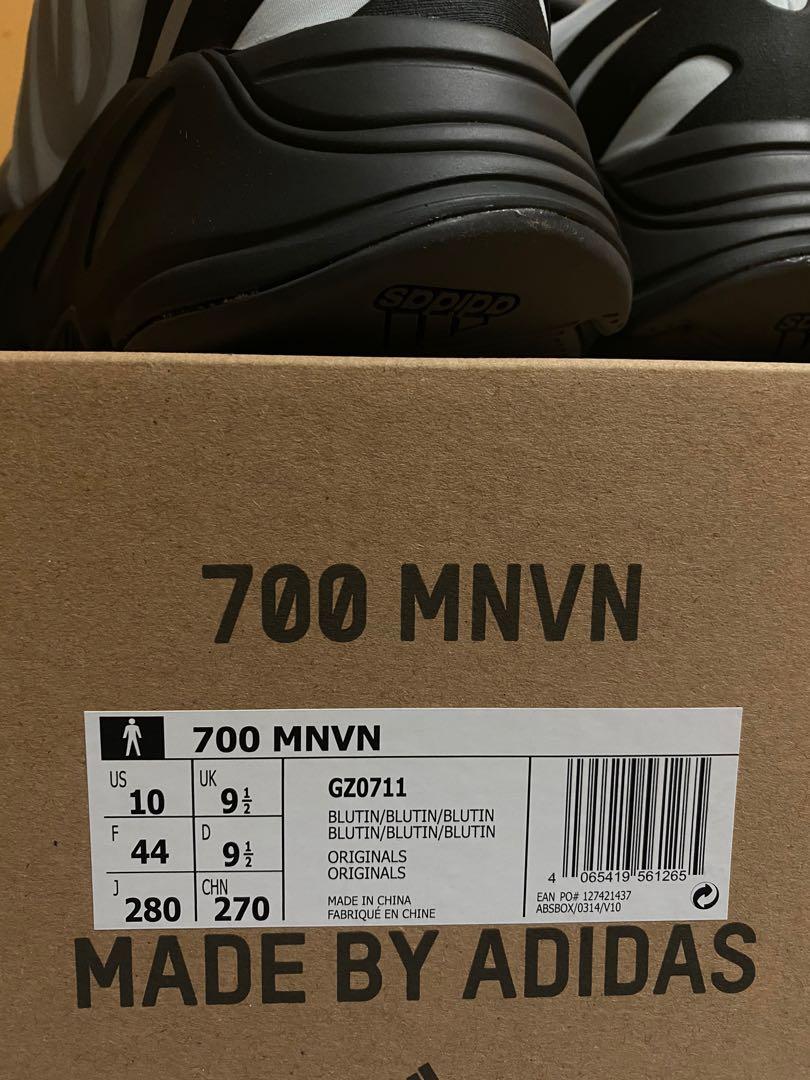 adidas
adidas
700 MNVN
700 MNVN
US 10 UK 9 1/2
F 44 D 9 1/2
J 280 CHN 270
GZ0711
BLUTIN/BLUTIN/BLUTIN
BLUTIN/BLUTIN/BLUTIN
ORIGINALS
ORIGINALS
MADE IN CHINA
FABRIQUÉ EN CHINE
4 065419 561265
EAN PO# 127421437
ABSBOX/0314/V10
MADE BY ADIDAS